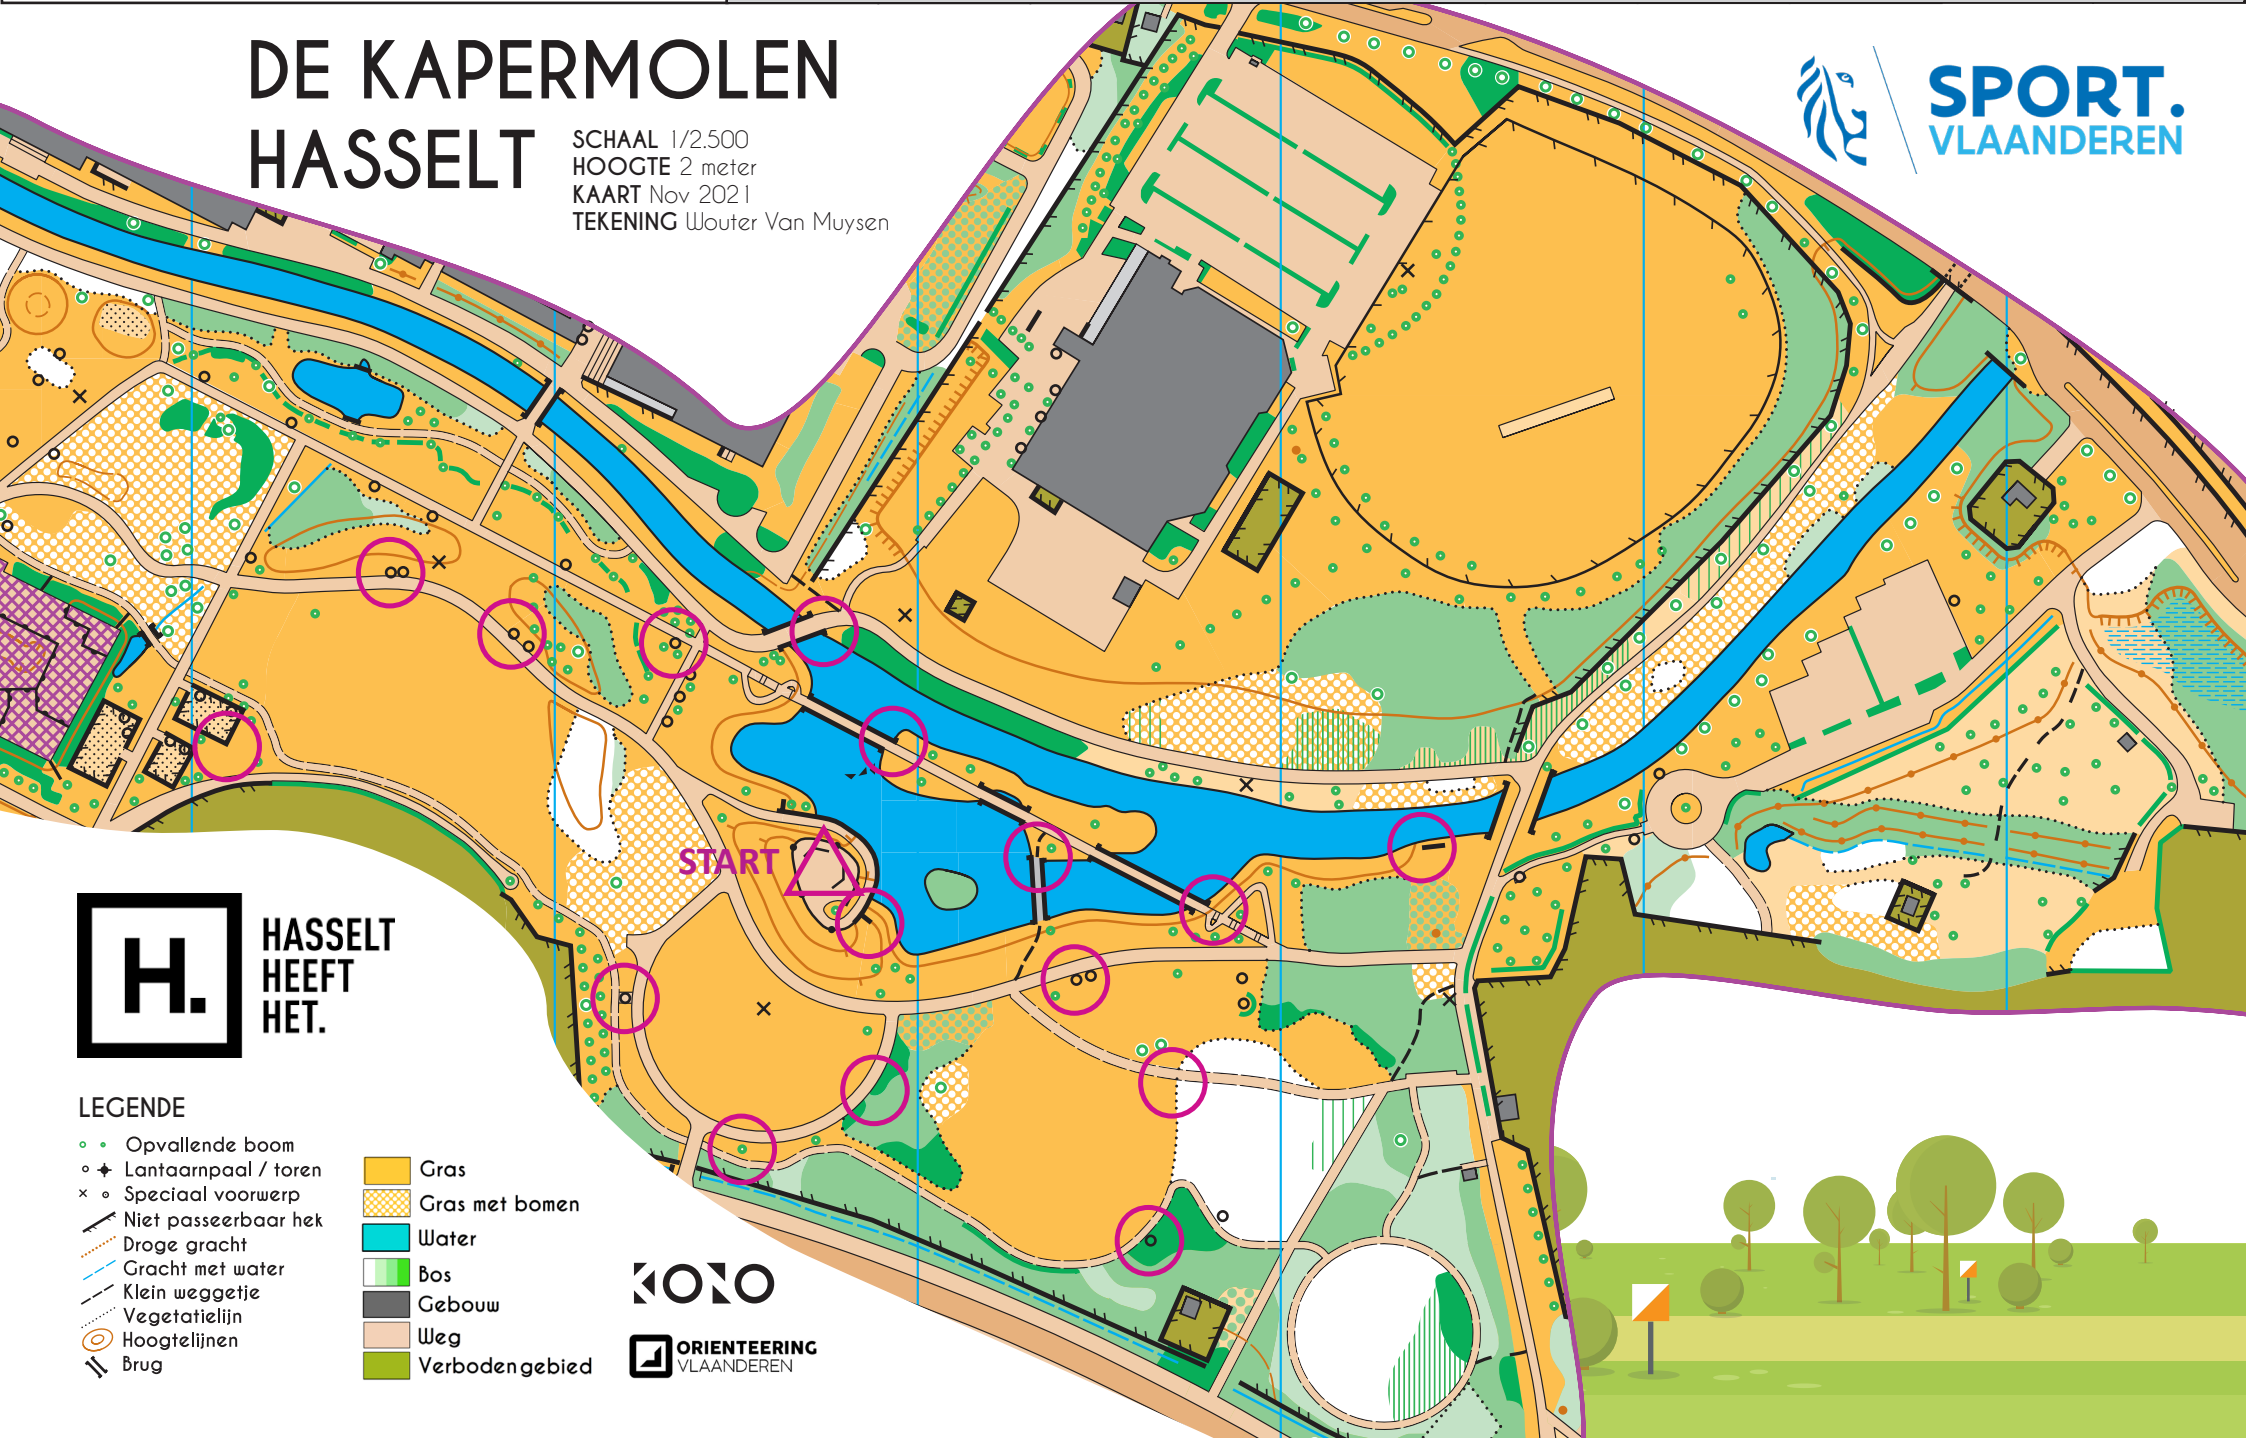 DE KAPERMOLEN
HASSELT
SCHAAL 1/2.500
HOOGTE 2 meter
KAART Nov 2021
TEKENING Wouter Van Muysen
SPORT.
VLAANDEREN
START
H.
HASSELT
HEEFT
HET.
LEGENDE
Opvallende boom
Lantaarnpaal / toren
Speciaal voorwerp
Niet passeerbaar hek
Droge gracht
Gracht met water
Klein weggetje
Vegetatielijn
Hoogtelijnen
Brug
Gras
Gras met bomen
Water
Bos
Gebouw
Weg
Verboden gebied
KONO
ORIENTEERING
VLAANDEREN